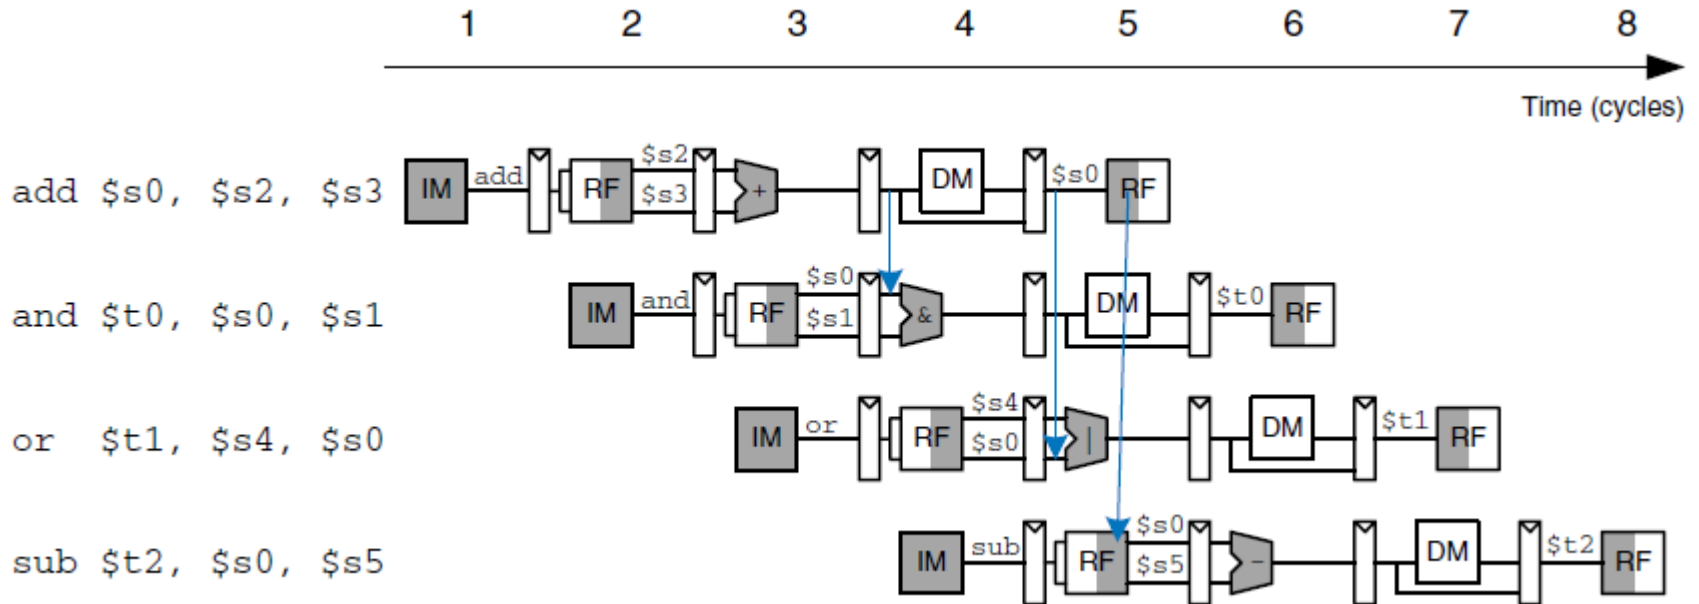 1 2 3 4 5 6 7 8
Time (cycles)
add $s0, $s2, $s3 IM add RF $s2 $s3 + DM $s0 RF
and $t0, $s0, $s1 IM and RF $s0 $s1 & DM $t0 RF
or $t1, $s4, $s0 IM or RF $s4 $s0 | DM $t1 RF
sub $t2, $s0, $s5 IM sub RF $s0 $s5 - DM $t2 RF